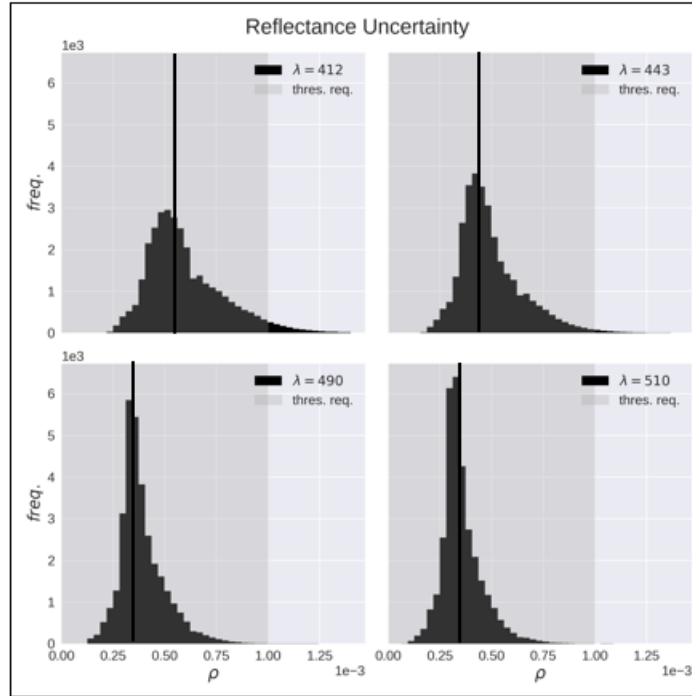 Reflectance Uncertainty
1e3
λ = 412
thres. req.
freq.
6
5
4
3
2
1
0
λ = 443
thres. req.
1e3
λ = 490
thres. req.
freq.
6
5
4
3
2
1
0
0.00 0.25 0.50 0.75 1.00 1.25
ρ
1e−3
λ = 510
thres. req.
0.00 0.25 0.50 0.75 1.00 1.25
ρ
1e−3